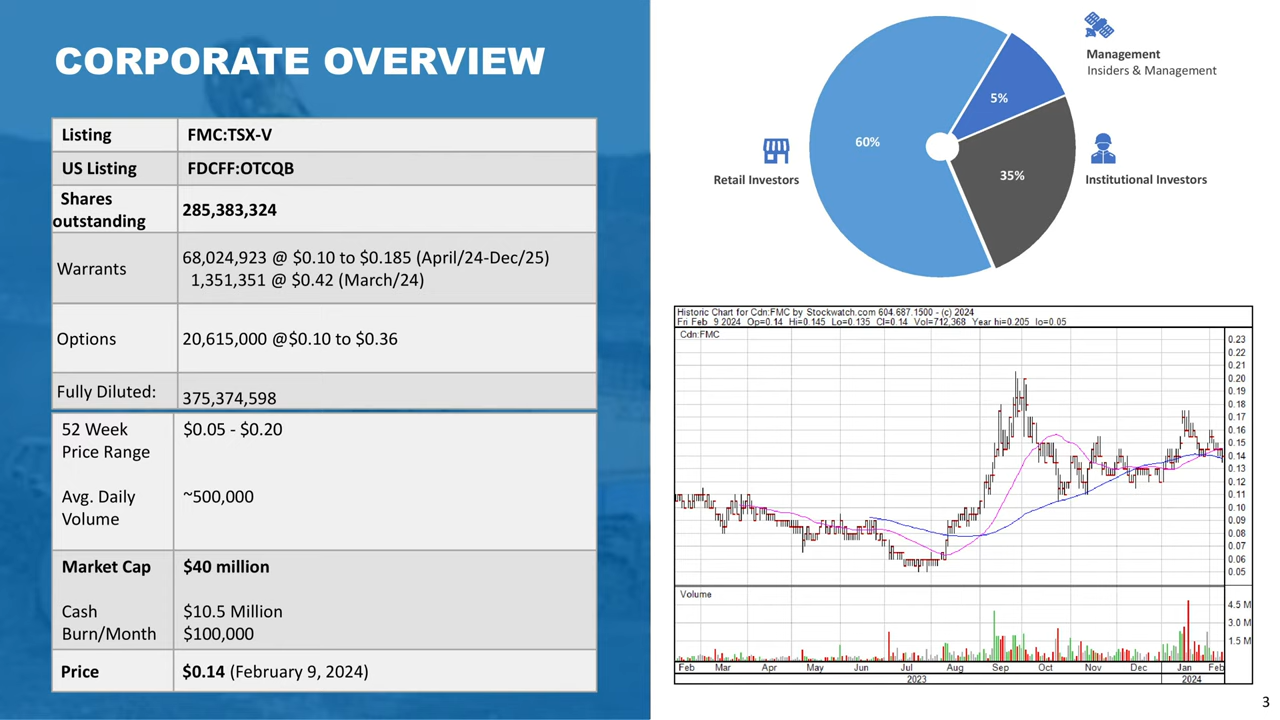 CORPORATE OVERVIEW
Listing FMC:TSX-V
US Listing FDCFF:OTCQB
Shares
outstanding 285,383,324
Warrants 68,024,923 @ $0.10 to $0.185 (April/24-Dec/25)
1,351,351 @ $0.42 (March/24)
Options 20,615,000 @$0.10 to $0.36
Fully Diluted: 375,374,598
52 Week $0.05 - $0.20
Price Range
Avg. Daily ~500,000
Volume
Market Cap $40 million
Cash $10.5 Million
Burn/Month $100,000
Price $0.14 (February 9, 2024)
Management
Insiders & Management
5%
60%
35%
Retail Investors
Institutional Investors
Historic Chart for Cdn:FMC by Stockwatch.com 604.687.1500 - (c) 2024
Fri Feb 9 2024 Op=0.14 Hi=0.145 Lo=0.135 Cl=0.14 Vol=712,368 Year hi=0.205 lo=0.05
Cdn:FMC
0.23
0.22
0.21
0.20
0.19
0.18
0.17
0.16
0.15
0.14
0.13
0.12
0.11
0.10
0.09
0.08
0.07
0.06
0.05
Volume
4.5 M
3.0 M
1.5 M
Feb Mar Apr May Jun Jul Aug Sep Oct Nov Dec Jan Feb
2023 2024
3